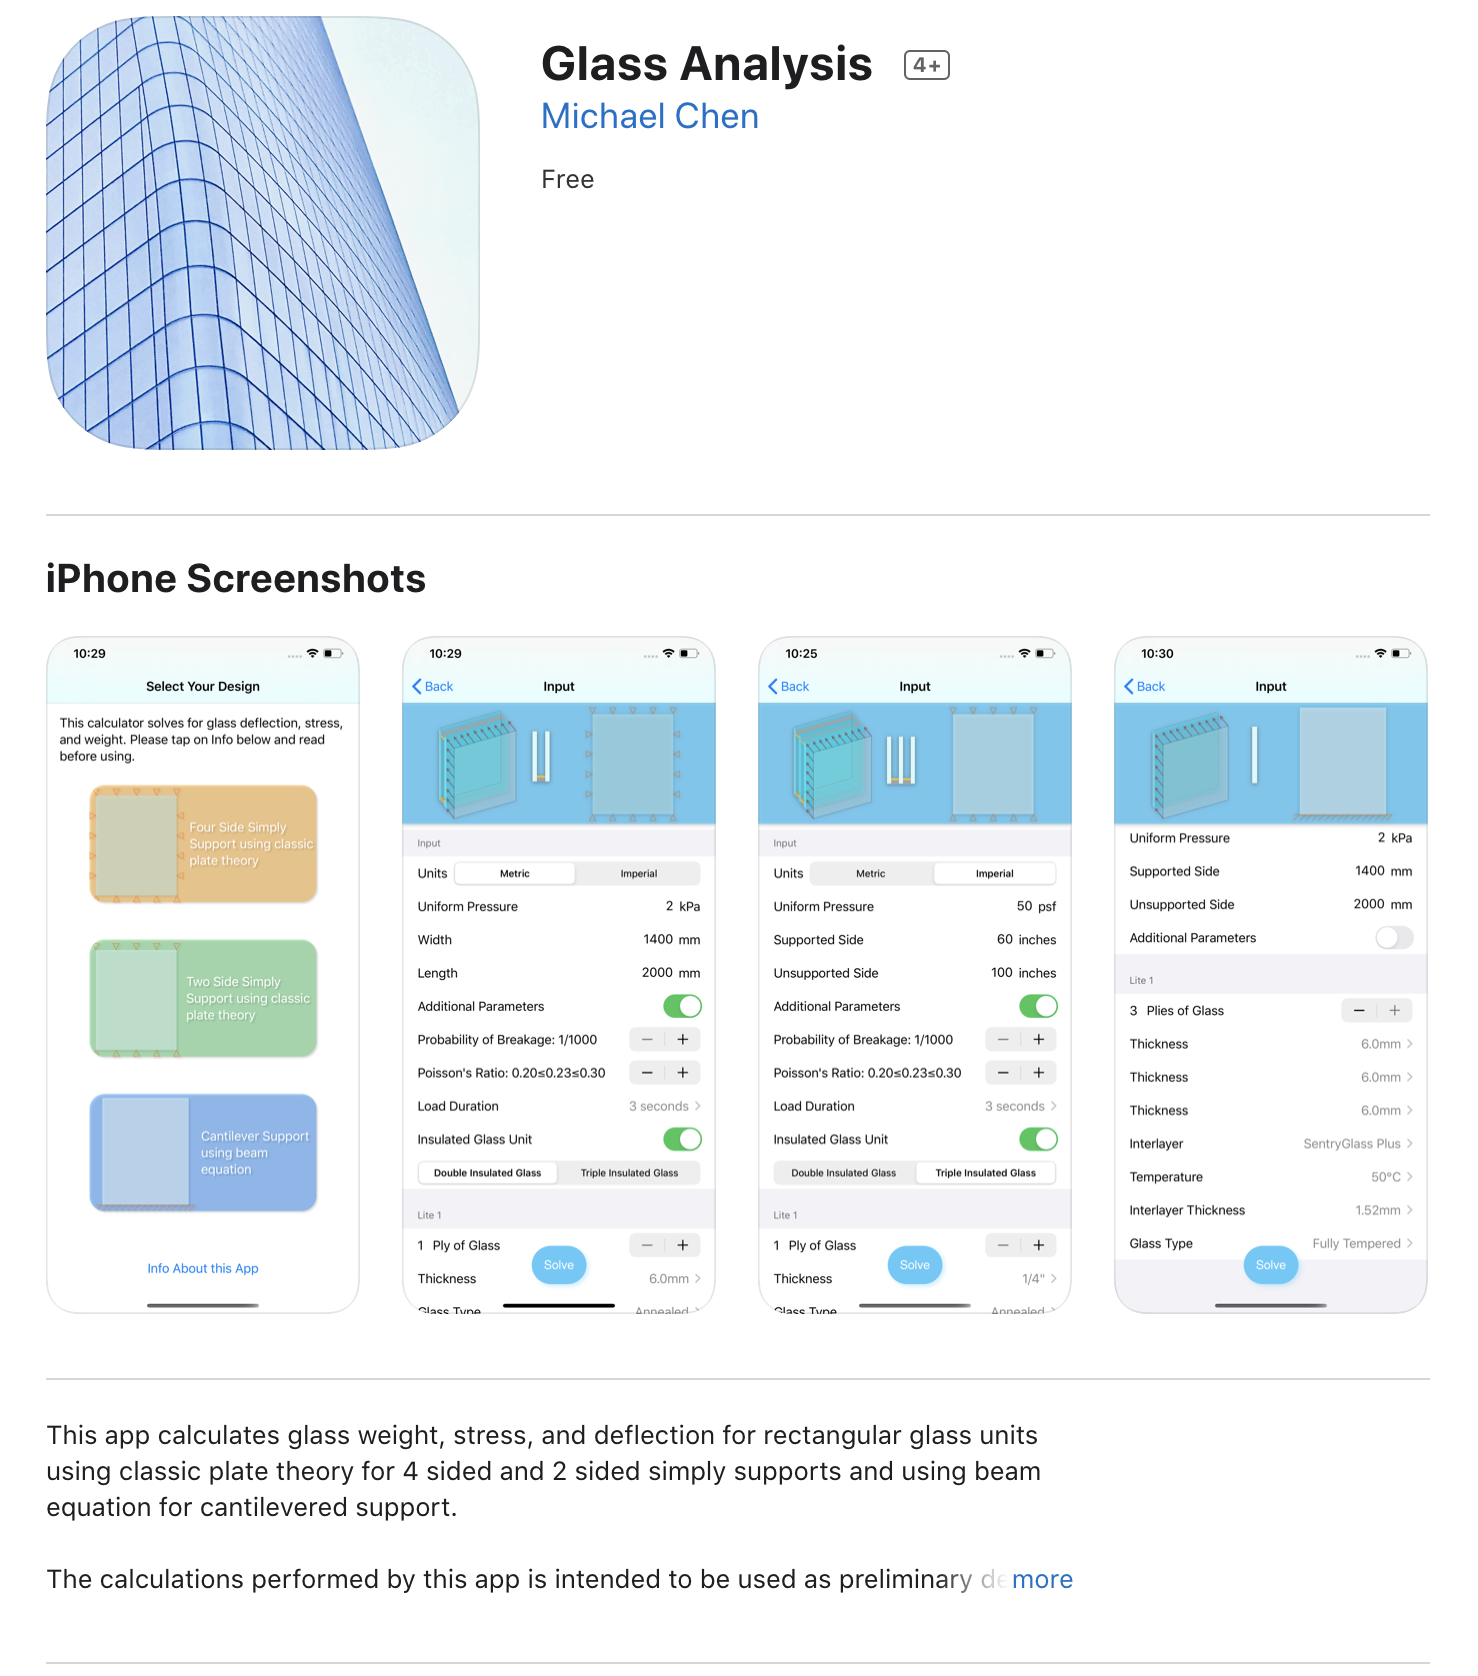 Glass Analysis 4+
Michael Chen
Free
iPhone Screenshots
10:29
Select Your Design
This calculator solves for glass deflection, stress,
and weight. Please tap on Info below and read
before using.
Four Side Simply
Support using classic
plate theory
Two Side Simply
Support using classic
plate theory
Cantilever Support
using beam
equation
Info About this App
10:29
Back Input
Input
Units Metric Imperial
Uniform Pressure 2 kPa
Width 1400 mm
Length 2000 mm
Additional Parameters
Probability of Breakage: 1/1000 − +
Poisson's Ratio: 0.20≤0.23≤0.30 − +
Load Duration 3 seconds
Insulated Glass Unit
Double Insulated Glass Triple Insulated Glass
Lite 1
1 Ply of Glass − +
Solve
Thickness 6.0mm
Glass Type Annealed
10:25
Back Input
Input
Units Metric Imperial
Uniform Pressure 50 psf
Supported Side 60 inches
Unsupported Side 100 inches
Additional Parameters
Probability of Breakage: 1/1000 − +
Poisson's Ratio: 0.20≤0.23≤0.30 − +
Load Duration 3 seconds
Insulated Glass Unit
Double Insulated Glass Triple Insulated Glass
Lite 1
1 Ply of Glass − +
Solve
Thickness 1/4"
Glass Type Annealed
10:30
Back Input
Uniform Pressure 2 kPa
Supported Side 1400 mm
Unsupported Side 2000 mm
Additional Parameters
Lite 1
3 Plies of Glass − +
Thickness 6.0mm
Thickness 6.0mm
Thickness 6.0mm
Interlayer SentryGlass Plus
Temperature 50°C
Interlayer Thickness 1.52mm
Glass Type Fully Tempered
Solve
This app calculates glass weight, stress, and deflection for rectangular glass units
using classic plate theory for 4 sided and 2 sided simply supports and using beam
equation for cantilevered support.
The calculations performed by this app is intended to be used as preliminary de more